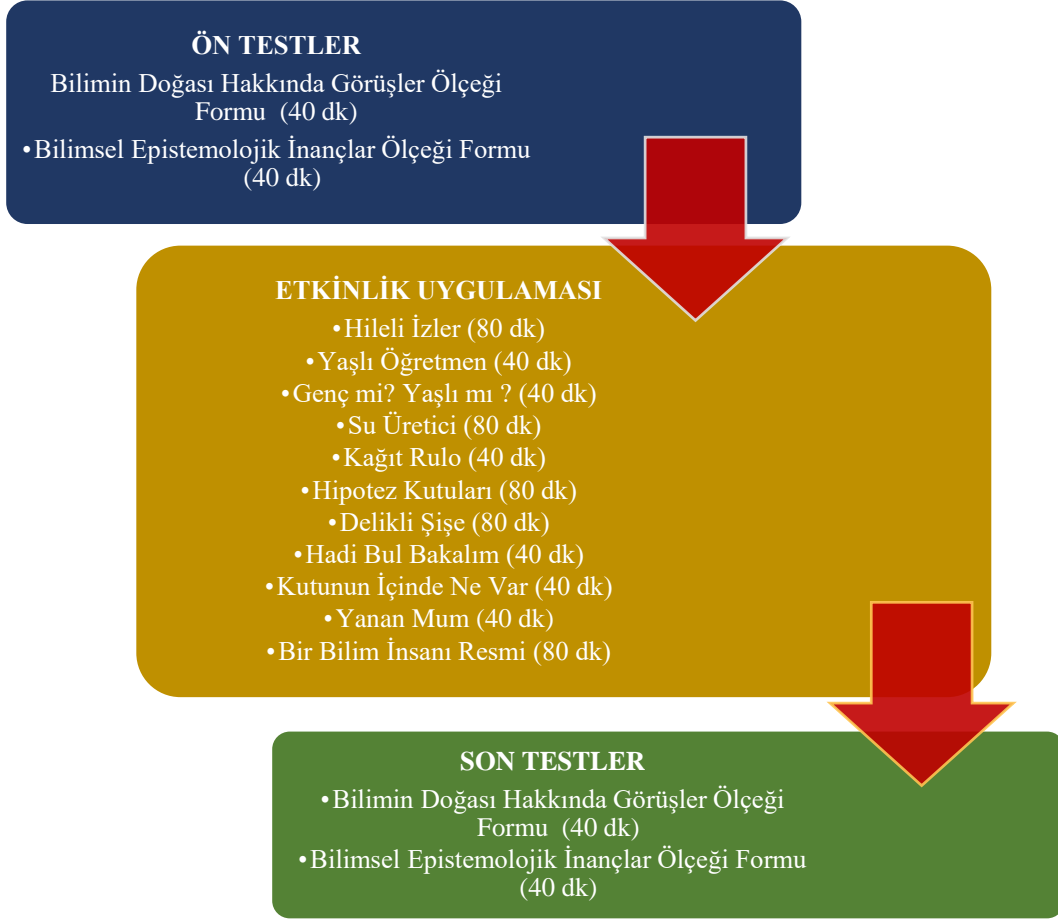 ÖN TESTLER
Bilimin Doğası Hakkında Görüşler Ölçeği
Formu (40 dk)
•Bilimsel Epistemolojik İnançlar Ölçeği Formu
(40 dk)
ETKİNLİK UYGULAMASI
•Hileli İzler (80 dk)
•Yaşlı Öğretmen (40 dk)
•Genç mi? Yaşlı mı ? (40 dk)
•Su Üretici (80 dk)
•Kağıt Rulo (40 dk)
•Hipotez Kutuları (80 dk)
•Delikli Şişe (80 dk)
•Hadi Bul Bakalım (40 dk)
•Kutunun İçinde Ne Var (40 dk)
•Yanan Mum (40 dk)
•Bir Bilim İnsanı Resmi (80 dk)
SON TESTLER
•Bilimin Doğası Hakkında Görüşler Ölçeği
Formu (40 dk)
•Bilimsel Epistemolojik İnançlar Ölçeği Formu
(40 dk)